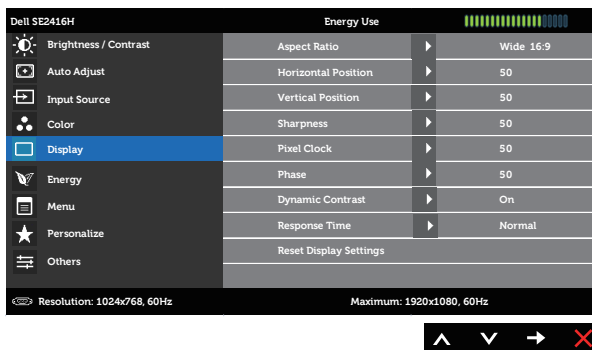 Dell SE2416H Energy Use
Brightness / Contrast Aspect Ratio Wide 16:9
Auto Adjust Horizontal Position 50
Input Source Vertical Position 50
Color Sharpness 50
Display Pixel Clock 50
Energy Phase 50
Menu Dynamic Contrast On
Personalize Response Time Normal
Others Reset Display Settings
Resolution: 1024x768, 60Hz Maximum: 1920x1080, 60Hz